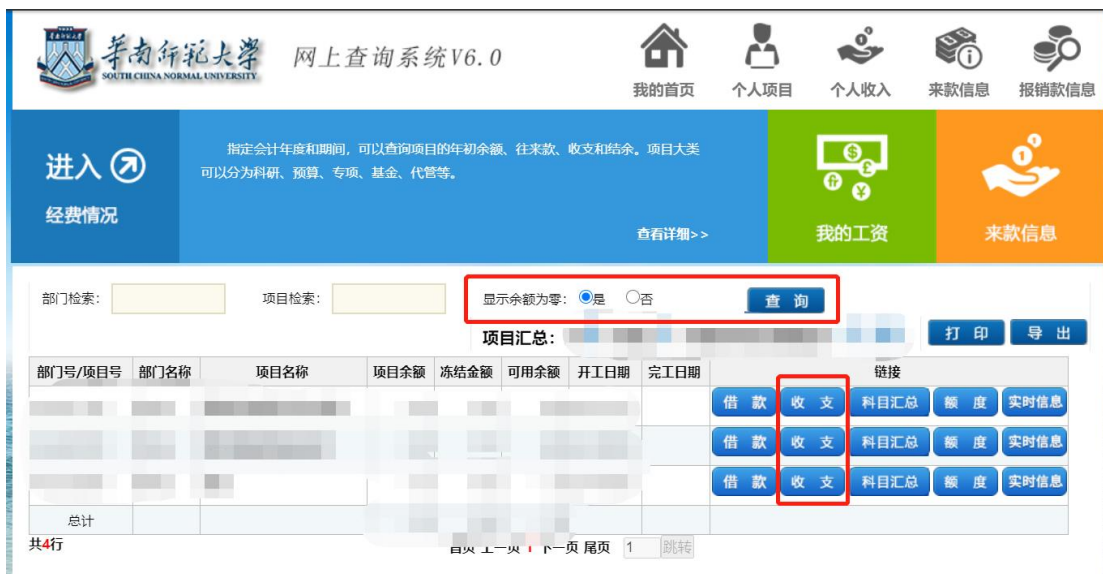 華南師範大學 网上查询系统V6.0
SOUTH CHINA NORMAL UNIVERSITY
我的首页 个人项目 个人收入 来款信息 报销款信息
进入
经费情况
指定会计年度和期间，可以查询项目的年初余额、往来款、收支和结余。项目大类
可以分为科研、预算、专项、基金、代管等。
查看详细>>
我的工资
来款信息
部门检索： 项目检索： 显示余额为零： 是 否 查 询
项目汇总： 打 印 导 出
部门号/项目号 部门名称 项目名称 项目余额 冻结金额 可用余额 开工日期 完工日期 链接
借 款 收 支 科目汇总 额 度 实时信息
借 款 收 支 科目汇总 额 度 实时信息
借 款 收 支 科目汇总 额 度 实时信息
总计
共4行 首页 上一页 1 下一页 尾页 1 跳转